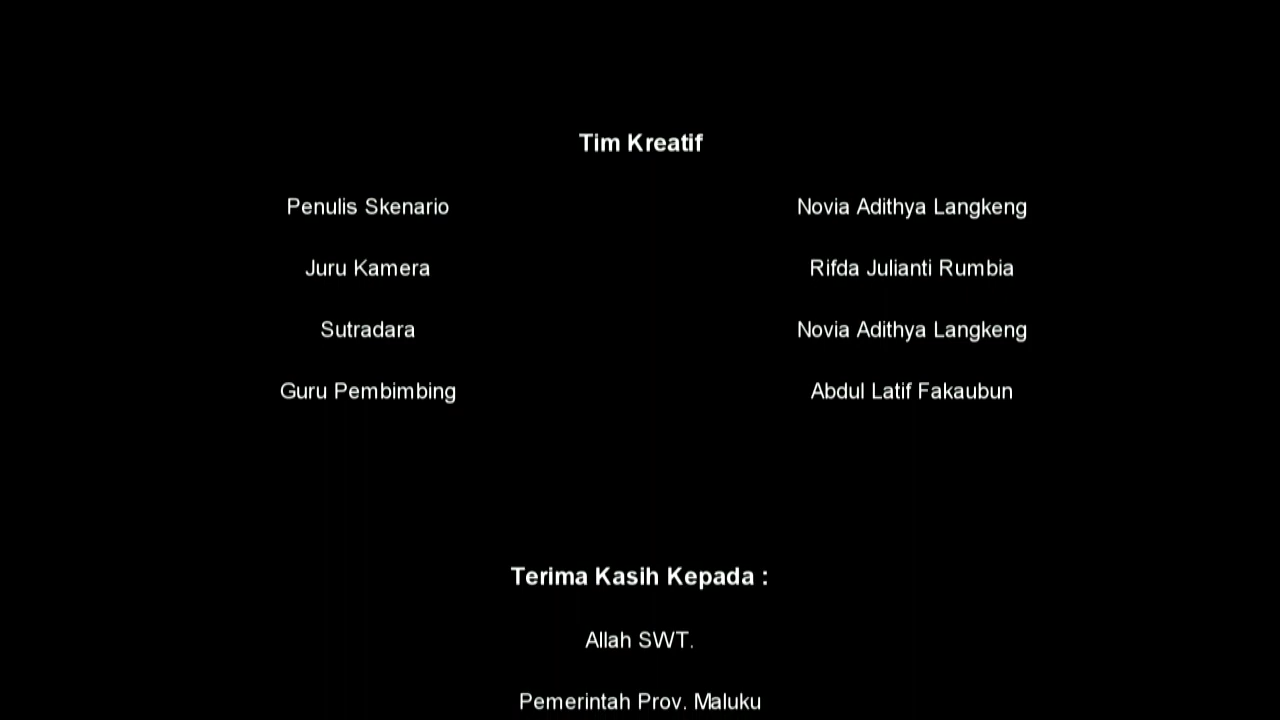 Tim Kreatif
Penulis Skenario Novia Adithya Langkeng
Juru Kamera Rifda Julianti Rumbia
Sutradara Novia Adithya Langkeng
Guru Pembimbing Abdul Latif Fakaubun
Terima Kasih Kepada :
Allah SWT.
Pemerintah Prov. Maluku